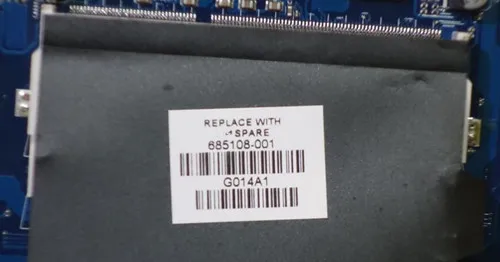 REPLACE WITH
SPARE
685108-001
G014A1